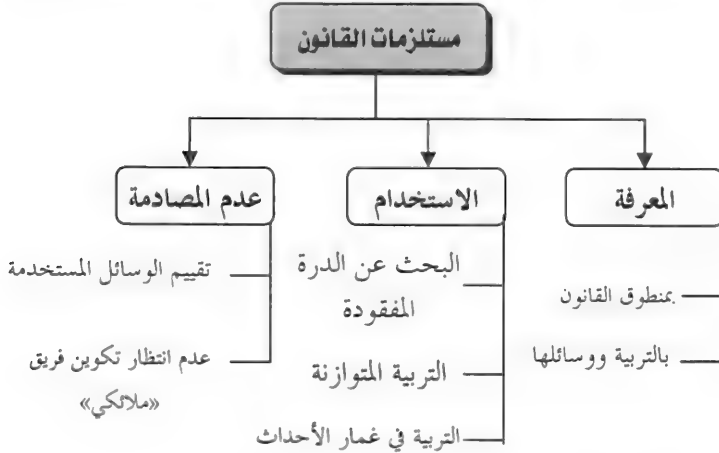 مستلزمات القانون
المعرفة
بمنطوق القانون
بالتربية ووسائلها
الاستخدام
البحث عن الدرة
المفقودة
التربية المتوازنة
التربية في غمار الأحداث
عدم المصادمة
تقييم الوسائل المستخدمة
عدم انتظار تكوين فريق
«ملائكي»